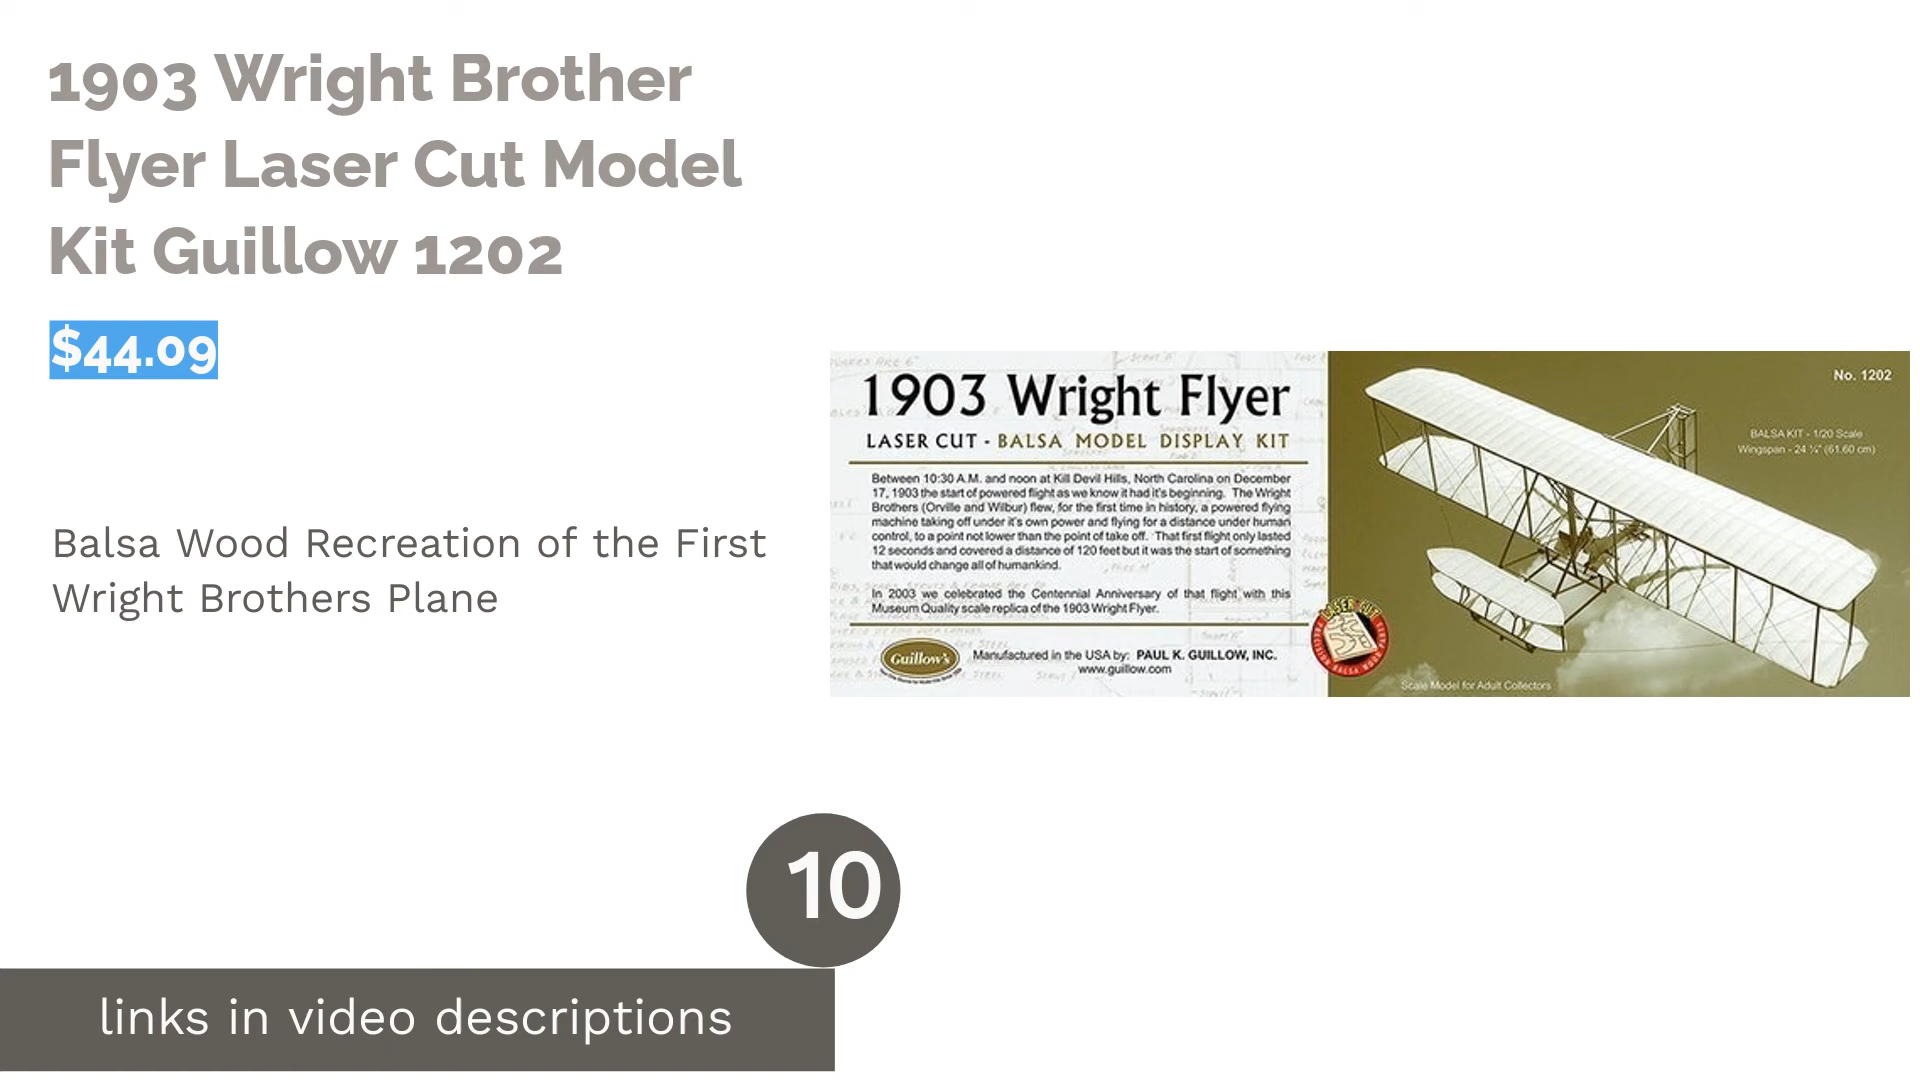 1903 Wright Brother
Flyer Laser Cut Model
Kit Guillow 1202
$44.09
Balsa Wood Recreation of the First
Wright Brothers Plane
1903 Wright Flyer
LASER CUT - BALSA MODEL DISPLAY KIT
Between 10:30 A.M. and noon at Kill Devil Hills, North Carolina on December
17, 1903 the start of powered flight as we know it had it's beginning. The Wright
Brothers (Orville and Wilbur) flew, for the first time in history, a powered flying
machine taking off under it's own power and flying for a distance under human
control, to a point not lower than the point of take off. That first flight only lasted
12 seconds and covered a distance of 120 feet but it was the start of something
that would change all of humankind.
In 2003 we celebrated the Centennial Anniversary of that flight with this
Museum Quality scale replica of the 1903 Wright Flyer.
Guillow's
Manufactured in the USA by: PAUL K. GUILLOW, INC.
www.guillow.com
No. 1202
BALSA KIT - 1/20 Scale
Wingspan - 24 ¼" (61.60 cm)
LASER CUT
Scale Model for Adult Collectors
10
links in video descriptions